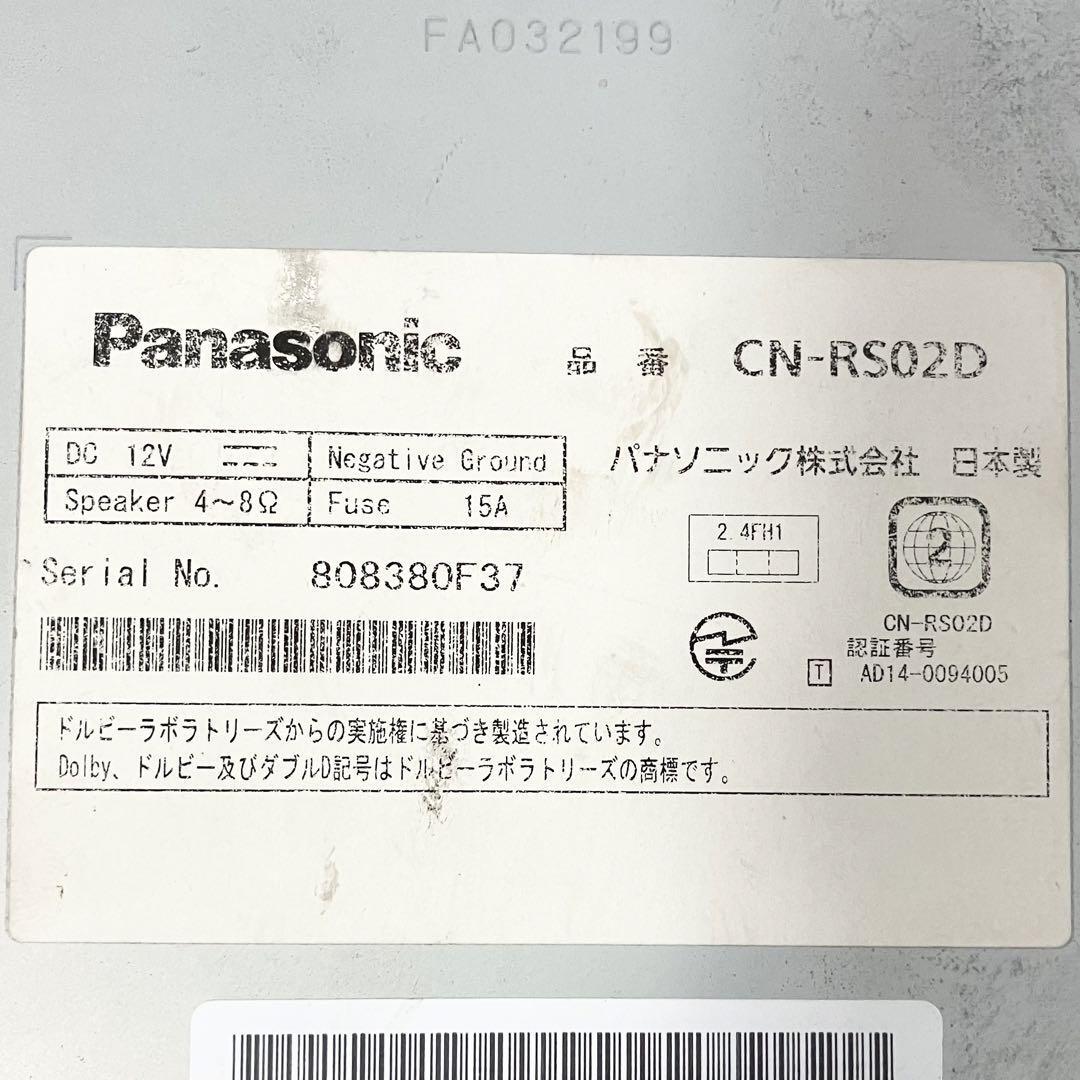 FA032199
Panasonic 品番 CN-RS02D
DC 12V Negative Ground
Speaker 4～8Ω Fuse 15A
パナソニック株式会社 日本製
2.4FH1
2
Serial No. 808380F37
CN-RS02D
認証番号
T AD14-0094005
ドルビーラボラトリーズからの実施権に基づき製造されています。
Dolby、ドルビー及びダブルD記号はドルビーラボラトリーズの商標です。